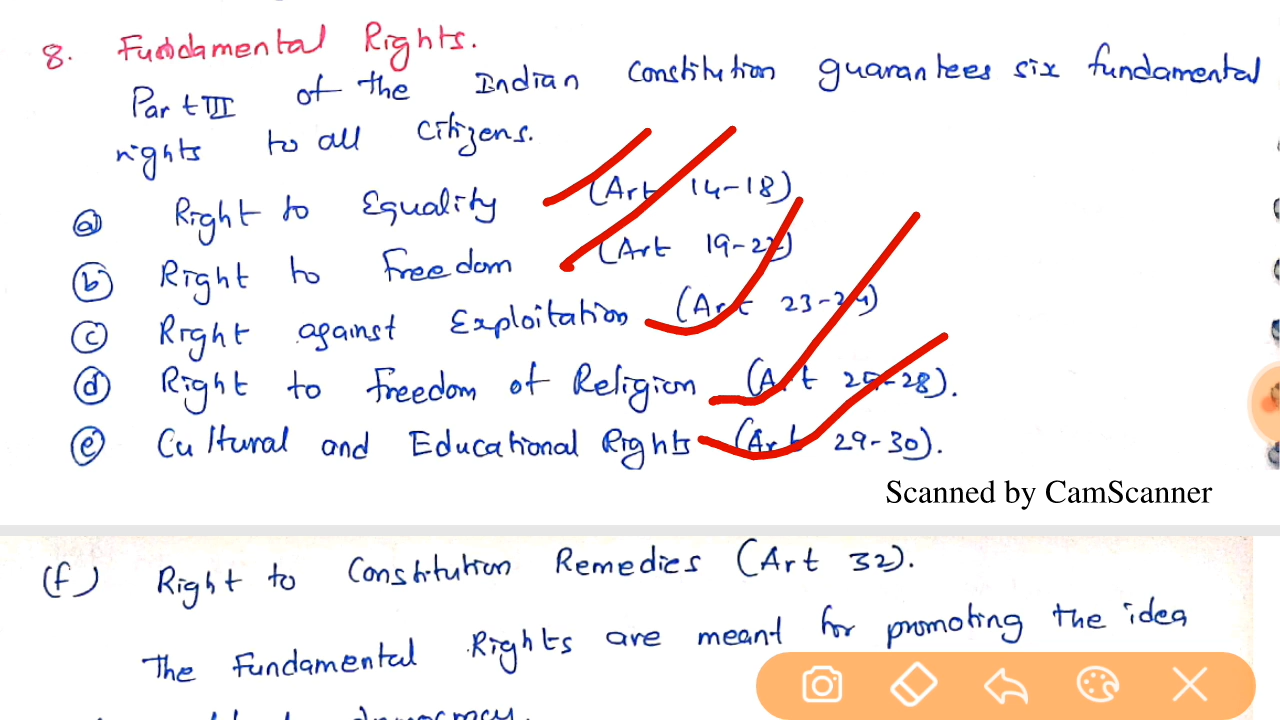 8. Fundamental Rights.
Part III of the Indian Constitution guarantees six fundamental
rights to all citizens.
(a) Right to Equality (Art 14-18)
(b) Right to Freedom (Art 19-22)
(c) Right against Exploitation (Art 23-24)
(d) Right to Freedom of Religion (Art 25-28).
(e) Cultural and Educational Rights (Art 29-30).
Scanned by CamScanner
(f) Right to Constitution Remedies (Art 32).
The Fundamental Rights are meant for promoting the idea